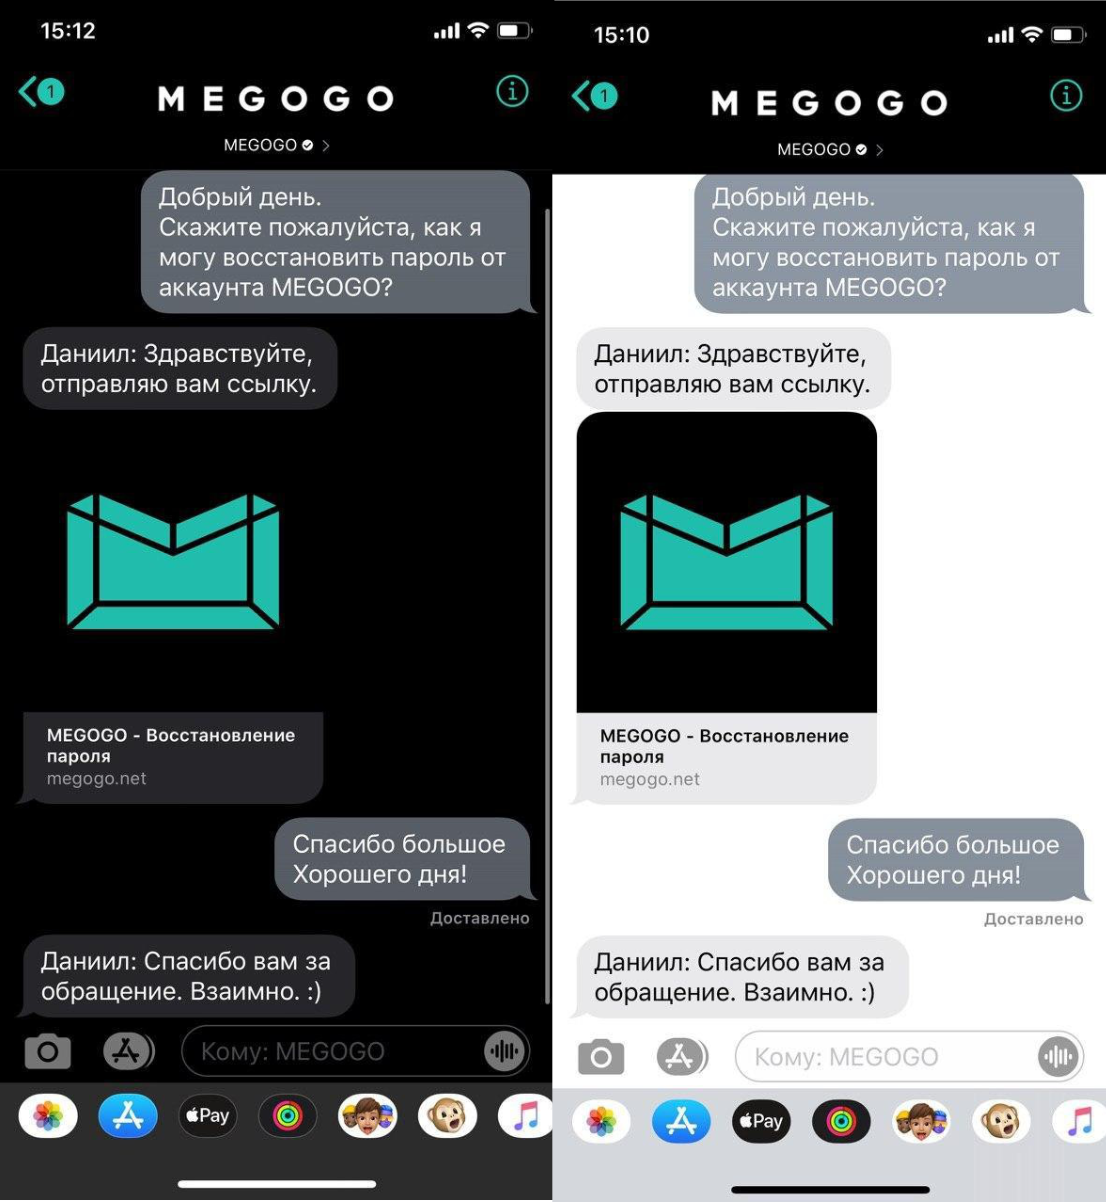 15:12
1
MEGOGO
MEGOGO
Добрый день.
Скажите пожалуйста, как я
могу восстановить пароль от
аккаунта MEGOGO?
Даниил: Здравствуйте,
отправляю вам ссылку.
MEGOGO - Восстановление
пароля
megogo.net
Спасибо большое
Хорошего дня!
Доставлено
Даниил: Спасибо вам за
обращение. Взаимно. :)
Кому: MEGOGO
Pay
15:10
1
MEGOGO
MEGOGO
Добрый день.
Скажите пожалуйста, как я
могу восстановить пароль от
аккаунта MEGOGO?
Даниил: Здравствуйте,
отправляю вам ссылку.
MEGOGO - Восстановление
пароля
megogo.net
Спасибо большое
Хорошего дня!
Доставлено
Даниил: Спасибо вам за
обращение. Взаимно. :)
Кому: MEGOGO
Pay